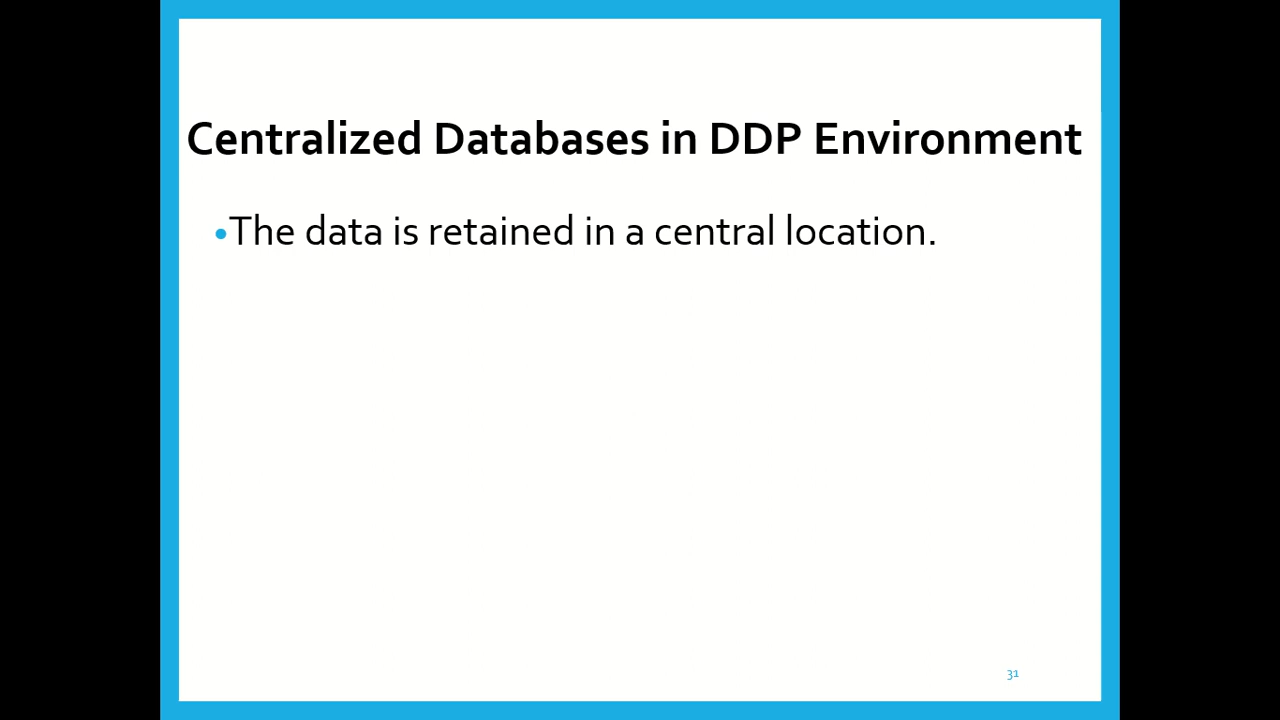 Centralized Databases in DDP Environment
•The data is retained in a central location.
31